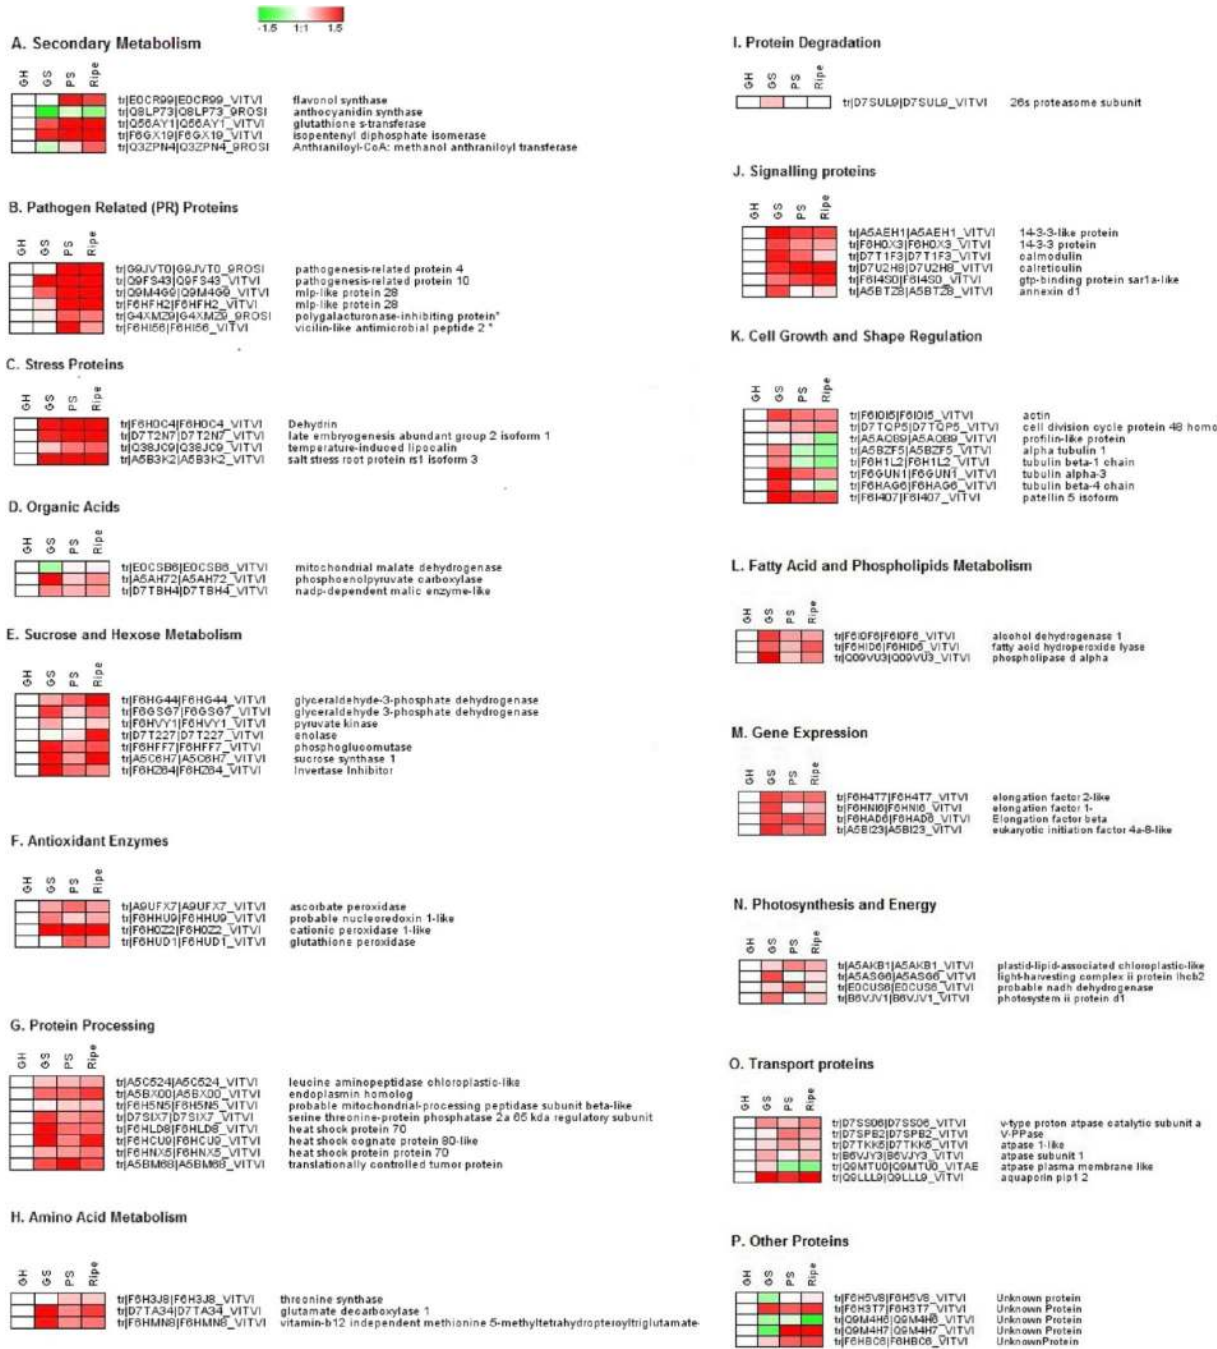 -1.5 1:1 1.5
A. Secondary Metabolism
GH GS PS Ripe
tr|E0CR99|E0CR99_VITVI flavonol synthase
tr|Q8LP73|Q8LP73_9ROSI anthocyanidin synthase
tr|Q56AY1|Q56AY1_VITVI glutathione s-transferase
tr|F6GX19|F6GX19_VITVI isopentenyl diphosphate isomerase
tr|Q3ZPN4|Q3ZPN4_9ROSI Anthraniloyl-CoA: methanol anthraniloyl transferase
B. Pathogen Related (PR) Proteins
GH GS PS Ripe
tr|G9JVT0|G9JVT0_9ROSI pathogenesis-related protein 4
tr|Q9FS43|Q9FS43_VITVI pathogenesis-related protein 10
tr|Q9M4G9|Q9M4G9_VITVI mlp-like protein 28
tr|F6HFH2|F6HFH2_VITVI mlp-like protein 28
tr|G4XMZ9|G4XMZ9_9ROSI polygalacturonase-inhibiting protein*
tr|F6HI56|F6HI56_VITVI vicilin-like antimicrobial peptide 2 *
C. Stress Proteins
GH GS PS Ripe
tr|F6H0C4|F6H0C4_VITVI Dehydrin
tr|D7T2N7|D7T2N7_VITVI late embryogenesis abundant group 2 isoform 1
tr|Q38JC9|Q38JC9_VITVI temperature-induced lipocalin
tr|A5B3K2|A5B3K2_VITVI salt stress root protein rs1 isoform 3
D. Organic Acids
GH GS PS Ripe
tr|E0CSB6|E0CSB6_VITVI mitochondrial malate dehydrogenase
tr|A5AH72|A5AH72_VITVI phosphoenolpyruvate carboxylase
tr|D7TBH4|D7TBH4_VITVI nadp-dependent malic enzyme-like
E. Sucrose and Hexose Metabolism
GH GS PS Ripe
tr|F6HG44|F6HG44_VITVI glyceraldehyde-3-phosphate dehydrogenase
tr|F6GSG7|F6GSG7_VITVI glyceraldehyde 3-phosphate dehydrogenase
tr|F6HVY1|F6HVY1_VITVI pyruvate kinase
tr|D7T227|D7T227_VITVI enolase
tr|F6HFF7|F6HFF7_VITVI phosphoglucomutase
tr|A5C6H7|A5C6H7_VITVI sucrose synthase 1
tr|F6HZ64|F6HZ64_VITVI Invertase Inhibitor
F. Antioxidant Enzymes
GH GS PS Ripe
tr|A9UFX7|A9UFX7_VITVI ascorbate peroxidase
tr|F6HHU9|F6HHU9_VITVI probable nucleoredoxin 1-like
tr|F6H0Z2|F6H0Z2_VITVI cationic peroxidase 1-like
tr|F6HUD1|F6HUD1_VITVI glutathione peroxidase
G. Protein Processing
GH GS PS Ripe
tr|A5C524|A5C524_VITVI leucine aminopeptidase chloroplastic-like
tr|A5BX00|A5BX00_VITVI endoplasmin homolog
tr|F6H5N5|F6H5N5_VITVI probable mitochondrial-processing peptidase subunit beta-like
tr|D7SIX7|D7SIX7_VITVI serine threonine-protein phosphatase 2a 65 kda regulatory subunit
tr|F6HLD8|F6HLD8_VITVI heat shock protein 70
tr|F6HCU9|F6HCU9_VITVI heat shock cognate protein 80-like
tr|F6HNX5|F6HNX5_VITVI heat shock protein protein 70
tr|A5BM68|A5BM68_VITVI translationally controlled tumor protein
H. Amino Acid Metabolism
GH GS PS Ripe
tr|F6H3J8|F6H3J8_VITVI threonine synthase
tr|D7TA34|D7TA34_VITVI glutamate decarboxylase 1
tr|F6HMN8|F6HMN8_VITVI vitamin-b12 independent methionine 5-methyltetrahydropteroyltriglutamate-
I. Protein Degradation
GH GS PS Ripe
tr|D7SUL9|D7SUL9_VITVI 26s proteasome subunit
J. Signalling proteins
GH GS PS Ripe
tr|A5AEH1|A5AEH1_VITVI 14-3-3-like protein
tr|F6H0X3|F6H0X3_VITVI 14-3-3 protein
tr|D7T1F3|D7T1F3_VITVI calmodulin
tr|D7U2H8|D7U2H8_VITVI calreticulin
tr|F6I4S0|F6I4S0_VITVI gtp-binding protein sar1a-like
tr|A5BTZ8|A5BTZ8_VITVI annexin d1
K. Cell Growth and Shape Regulation
GH GS PS Ripe
tr|F6I0I5|F6I0I5_VITVI actin
tr|D7TQP5|D7TQP5_VITVI cell division cycle protein 48 homo
tr|A5AQ89|A5AQ89_VITVI profilin-like protein
tr|A5BZF5|A5BZF5_VITVI alpha tubulin 1
tr|F6H1L2|F6H1L2_VITVI tubulin beta-1 chain
tr|F6GUN1|F6GUN1_VITVI tubulin alpha-3
tr|F6HAG6|F6HAG6_VITVI tubulin beta-4 chain
tr|F6I407|F6I407_VITVI patellin 5 isoform
L. Fatty Acid and Phospholipids Metabolism
GH GS PS Ripe
tr|F6I0F6|F6I0F6_VITVI alcohol dehydrogenase 1
tr|F6HID6|F6HID6_VITVI fatty acid hydroperoxide lyase
tr|Q09VU3|Q09VU3_VITVI phospholipase d alpha
M. Gene Expression
GH GS PS Ripe
tr|F6H4T7|F6H4T7_VITVI elongation factor 2-like
tr|F6HNI6|F6HNI6_VITVI elongation factor 1-
tr|F6HAD6|F6HAD6_VITVI Elongation factor beta
tr|A5BI23|A5BI23_VITVI eukaryotic initiation factor 4a-8-like
N. Photosynthesis and Energy
GH GS PS Ripe
tr|A5AKB1|A5AKB1_VITVI plastid-lipid-associated chloroplastic-like
tr|A5ASG6|A5ASG6_VITVI light-harvesting complex ii protein lhcb2
tr|E0CUS6|E0CUS6_VITVI probable nadh dehydrogenase
tr|B6VJV1|B6VJV1_VITVI photosystem ii protein d1
O. Transport proteins
GH GS PS Ripe
tr|D7SS06|D7SS06_VITVI v-type proton atpase catalytic subunit a
tr|D7SPB2|D7SPB2_VITVI V-PPase
tr|D7TKK5|D7TKK5_VITVI atpase 1-like
tr|B6VJY3|B6VJY3_VITVI atpase subunit 1
tr|Q9MTU0|Q9MTU0_VITAE atpase plasma membrane like
tr|Q9LLL9|Q9LLL9_VITVI aquaporin pip1 2
P. Other Proteins
GH GS PS Ripe
tr|F6H5V8|F6H5V8_VITVI Unknown protein
tr|F6H3T7|F6H3T7_VITVI Unknown Protein
tr|Q9M4H6|Q9M4H6_VITVI Unknown Protein
tr|Q9M4H7|Q9M4H7_VITVI Unknown Protein
tr|F6HBC6|F6HBC6_VITVI UnknownProtein